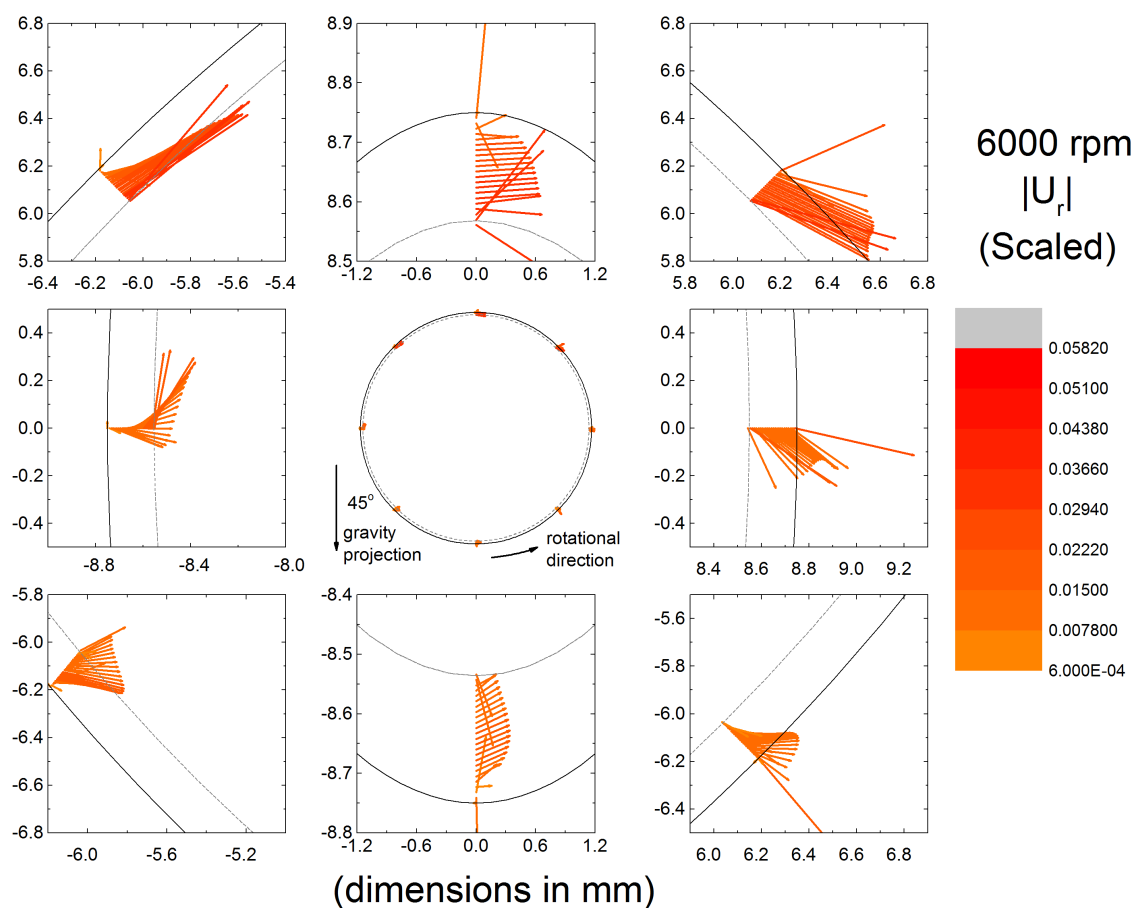 6.8
6.6
6.4
6.2
6.0
5.8
-6.4 -6.2 -6.0 -5.8 -5.6 -5.4
8.9
8.8
8.7
8.6
8.5
-1.2 -0.6 0.0 0.6 1.2
6.8
6.6
6.4
6.2
6.0
5.8
5.8 6.0 6.2 6.4 6.6 6.8
6000 rpm
|Ur|
(Scaled)
0.4
0.2
0.0
-0.2
-0.4
-8.8 -8.4 -8.0
45o
gravity
projection
rotational
direction
0.4
0.2
0.0
-0.2
-0.4
8.4 8.6 8.8 9.0 9.2
0.05820
0.05100
0.04380
0.03660
0.02940
0.02220
0.01500
0.007800
6.000E-04
-5.8
-6.0
-6.2
-6.4
-6.6
-6.8
-6.0 -5.6 -5.2
-8.4
-8.5
-8.6
-8.7
-8.8
-1.2 -0.6 0.0 0.6 1.2
-5.6
-5.8
-6.0
-6.2
-6.4
6.0 6.2 6.4 6.6 6.8
(dimensions in mm)